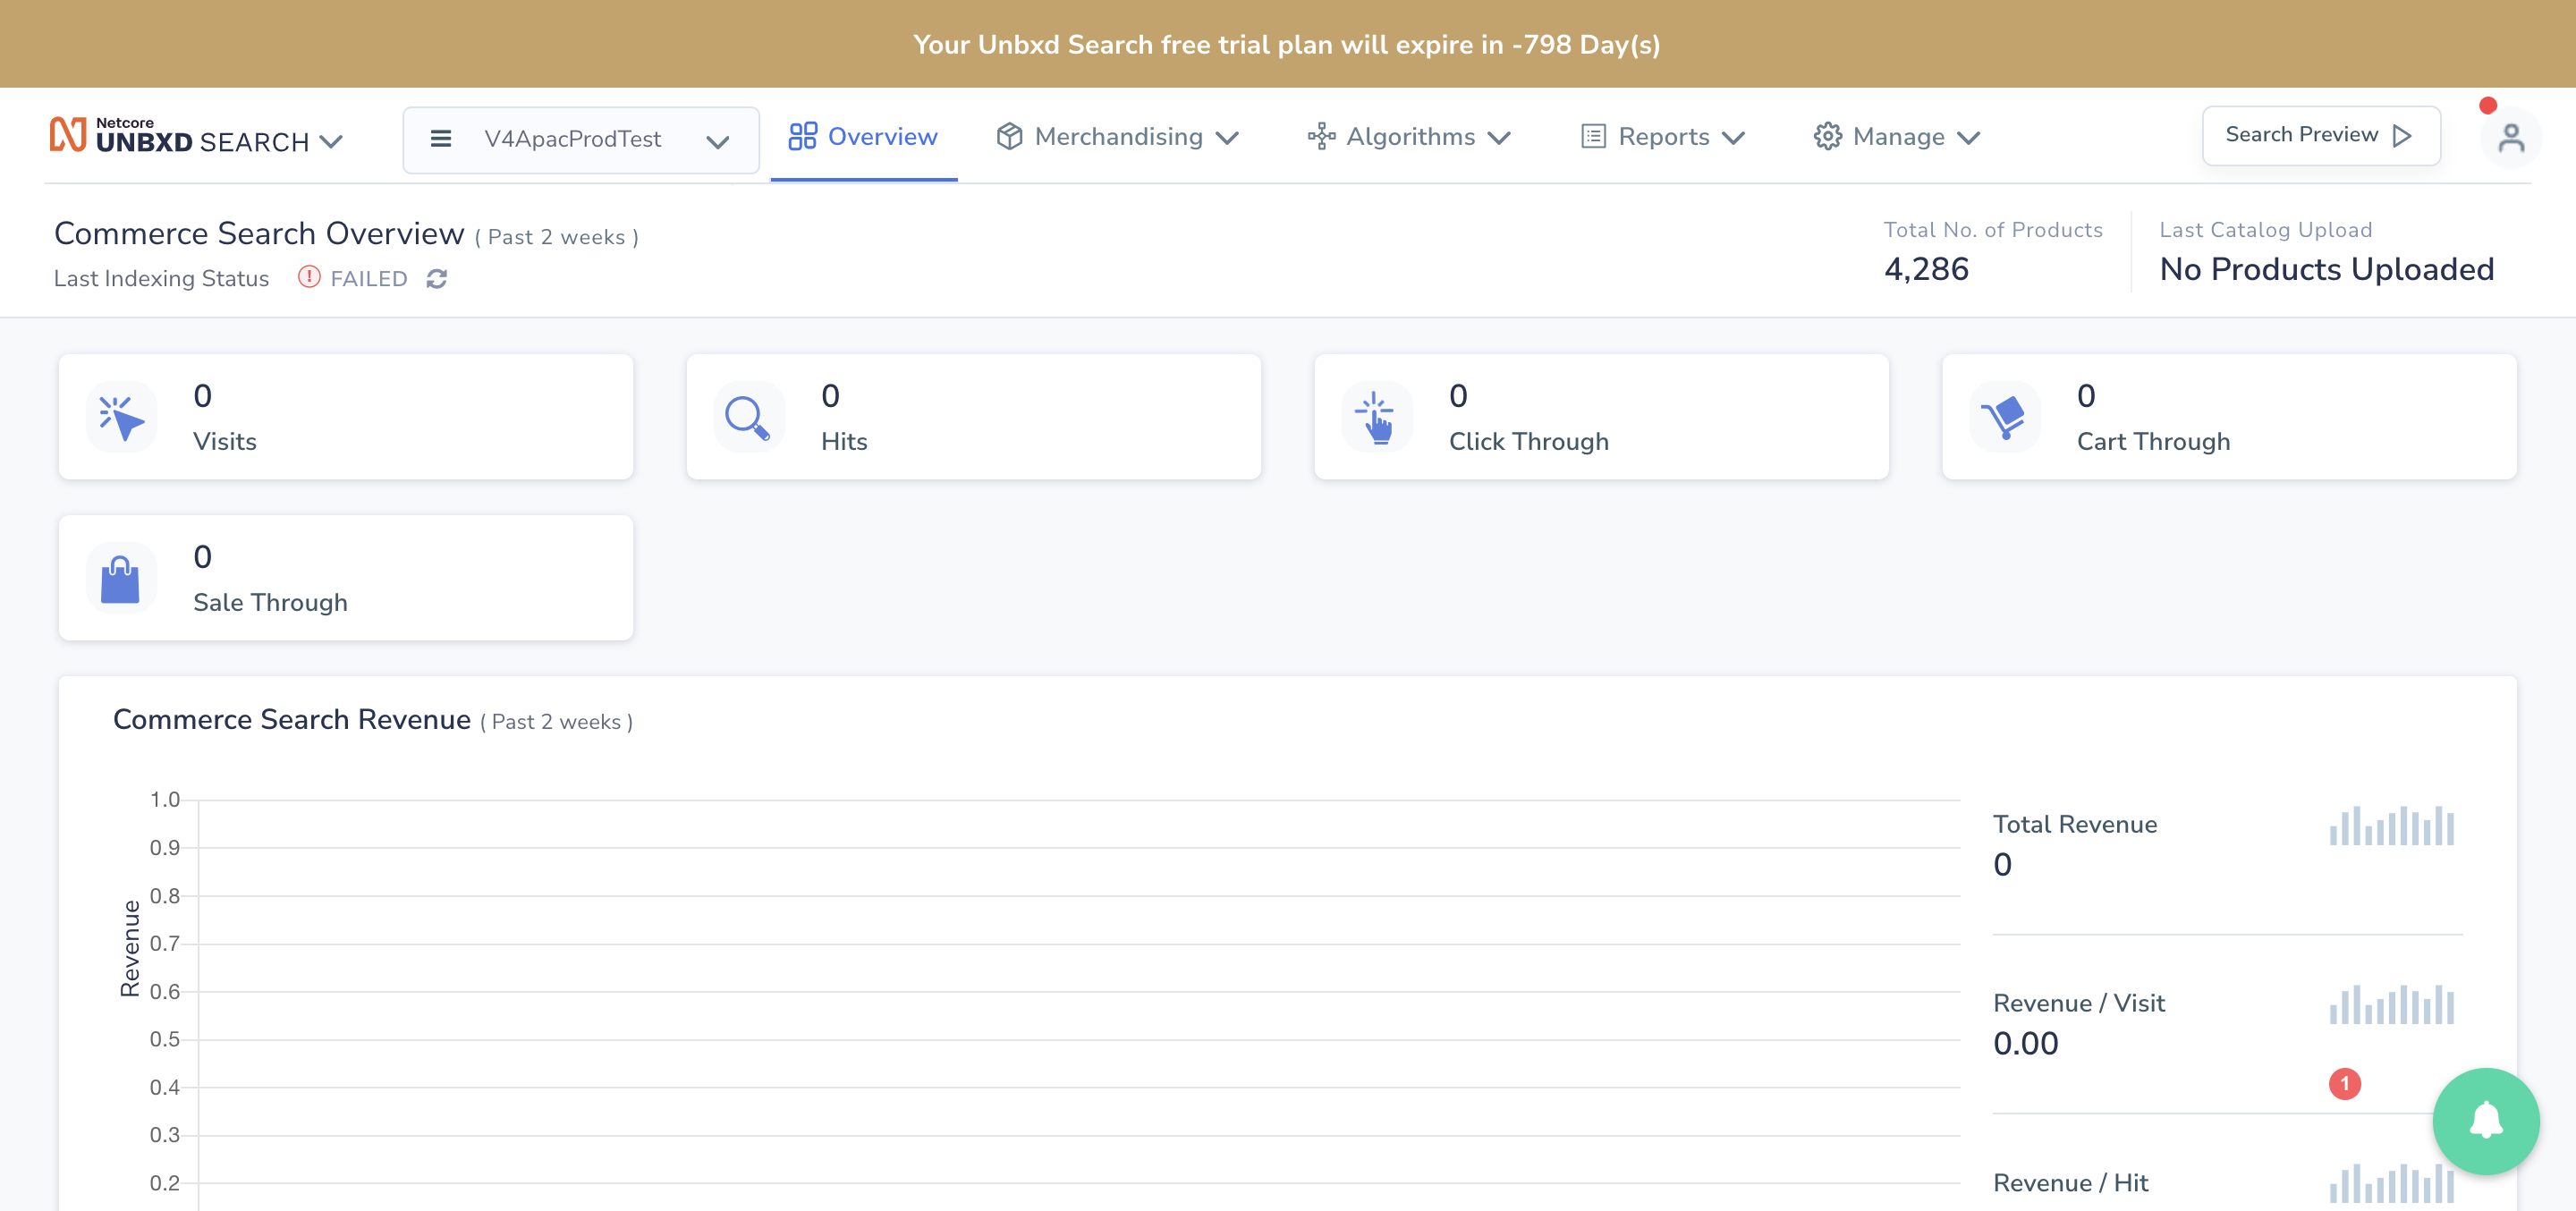 Your Unbxd Search free trial plan will expire in -798 Day(s)
Netcore
UNBXD SEARCH
V4ApacProdTest
Overview
Merchandising
Algorithms
Reports
Manage
Search Preview
Commerce Search Overview ( Past 2 weeks )
Last Indexing Status
FAILED
Total No. of Products
4,286
Last Catalog Upload
No Products Uploaded
0
Visits
0
Hits
0
Click Through
0
Cart Through
0
Sale Through
Commerce Search Revenue ( Past 2 weeks )
Revenue
1.0
0.9
0.8
0.7
0.6
0.5
0.4
0.3
0.2
Total Revenue
0
Revenue / Visit
0.00
1
Revenue / Hit